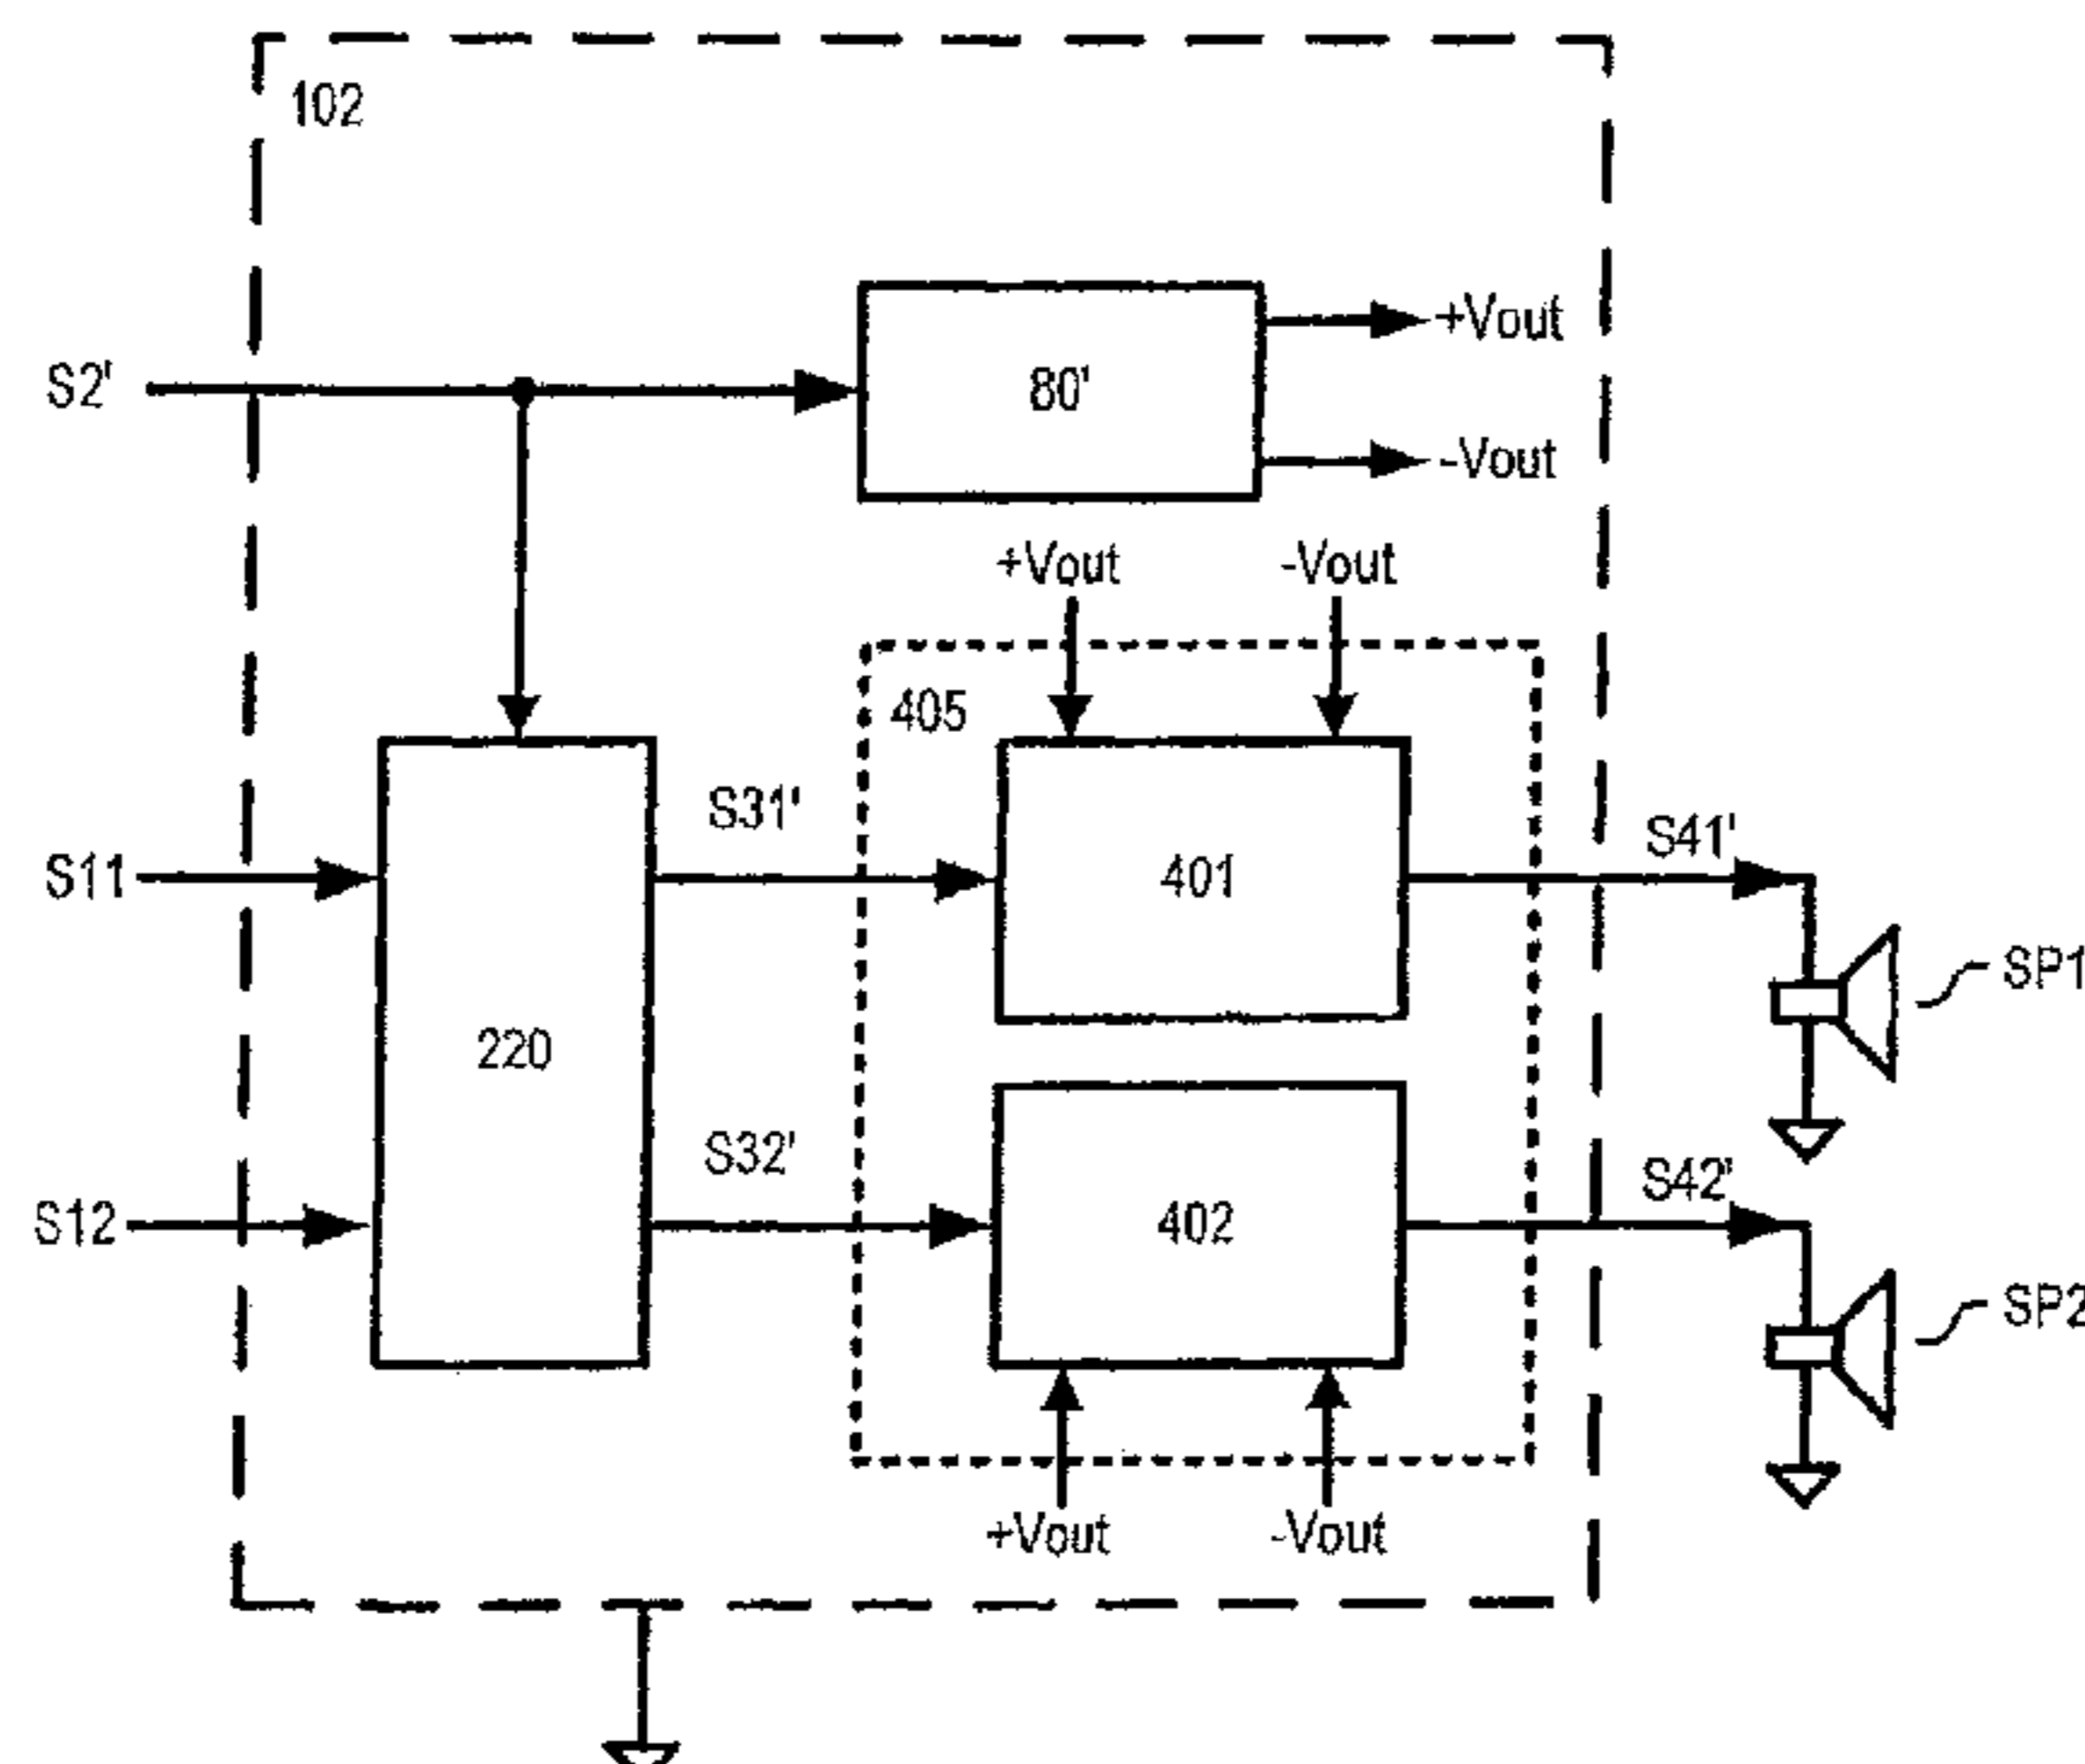 102
S2'
80'
+Vout
-Vout
+Vout
-Vout
405
S31'
S11
401
S41'
SP1
220
S32'
S12
402
S42'
SP2
+Vout
-Vout